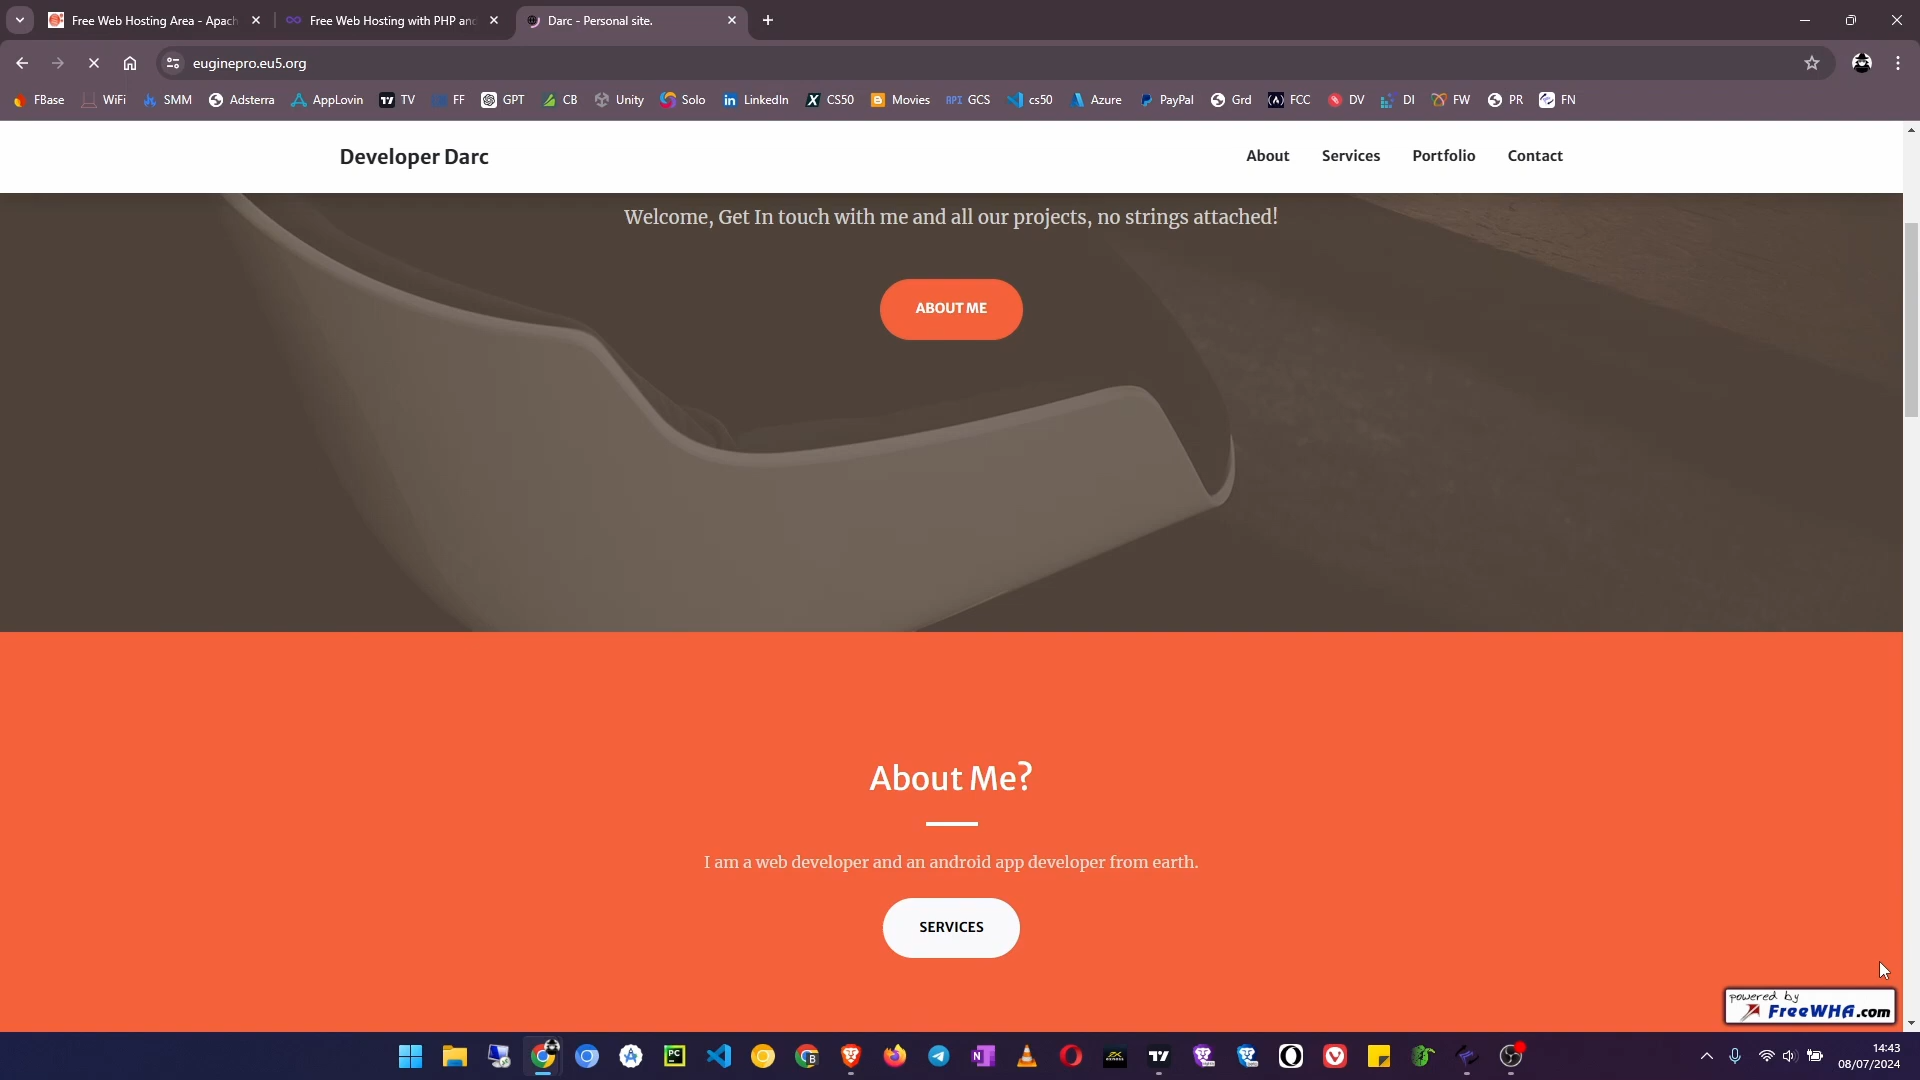 Free Web Hosting Area - Apach
Free Web Hosting with PHP and
Darc - Personal site.
euginepro.eu5.org
FBase
WiFi
SMM
Adsterra
AppLovin
TV
FF
GPT
CB
Unity
Solo
LinkedIn
CS50
Movies
API GCS
cs50
Azure
PayPal
Grd
FCC
DV
DI
FW
PR
FN
Developer Darc
About
Services
Portfolio
Contact
Welcome, Get In touch with me and all our projects, no strings attached!
ABOUT ME
About Me?
I am a web developer and an android app developer from earth.
SERVICES
powered by
FreeWHA.com
14:43
08/07/2024